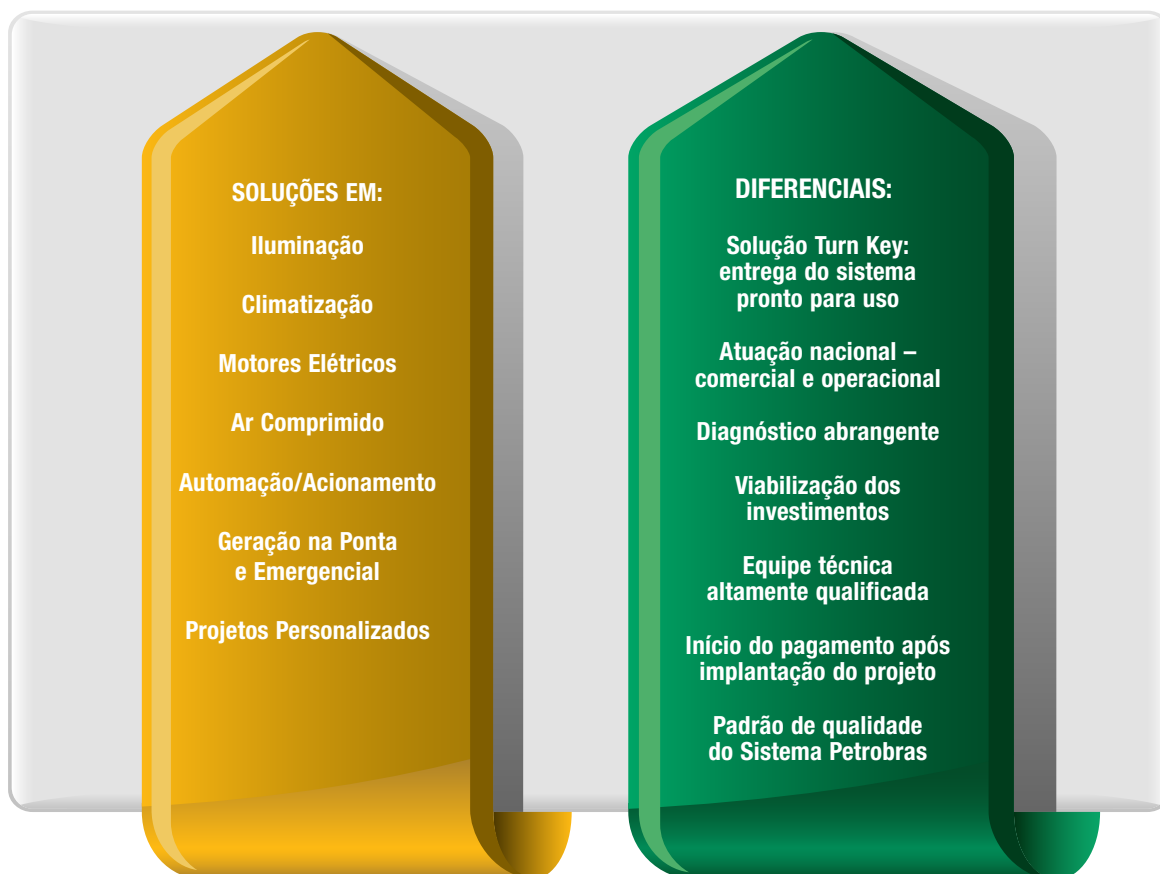 SOLUÇÕES EM:
Iluminação
Climatização
Motores Elétricos
Ar Comprimido
Automação/Acionamento
Geração na Ponta
e Emergencial
Projetos Personalizados
DIFERENCIAIS:
Solução Turn Key:
entrega do sistema
pronto para uso
Atuação nacional –
comercial e operacional
Diagnóstico abrangente
Viabilização dos
investimentos
Equipe técnica
altamente qualificada
Início do pagamento após
implantação do projeto
Padrão de qualidade
do Sistema Petrobras